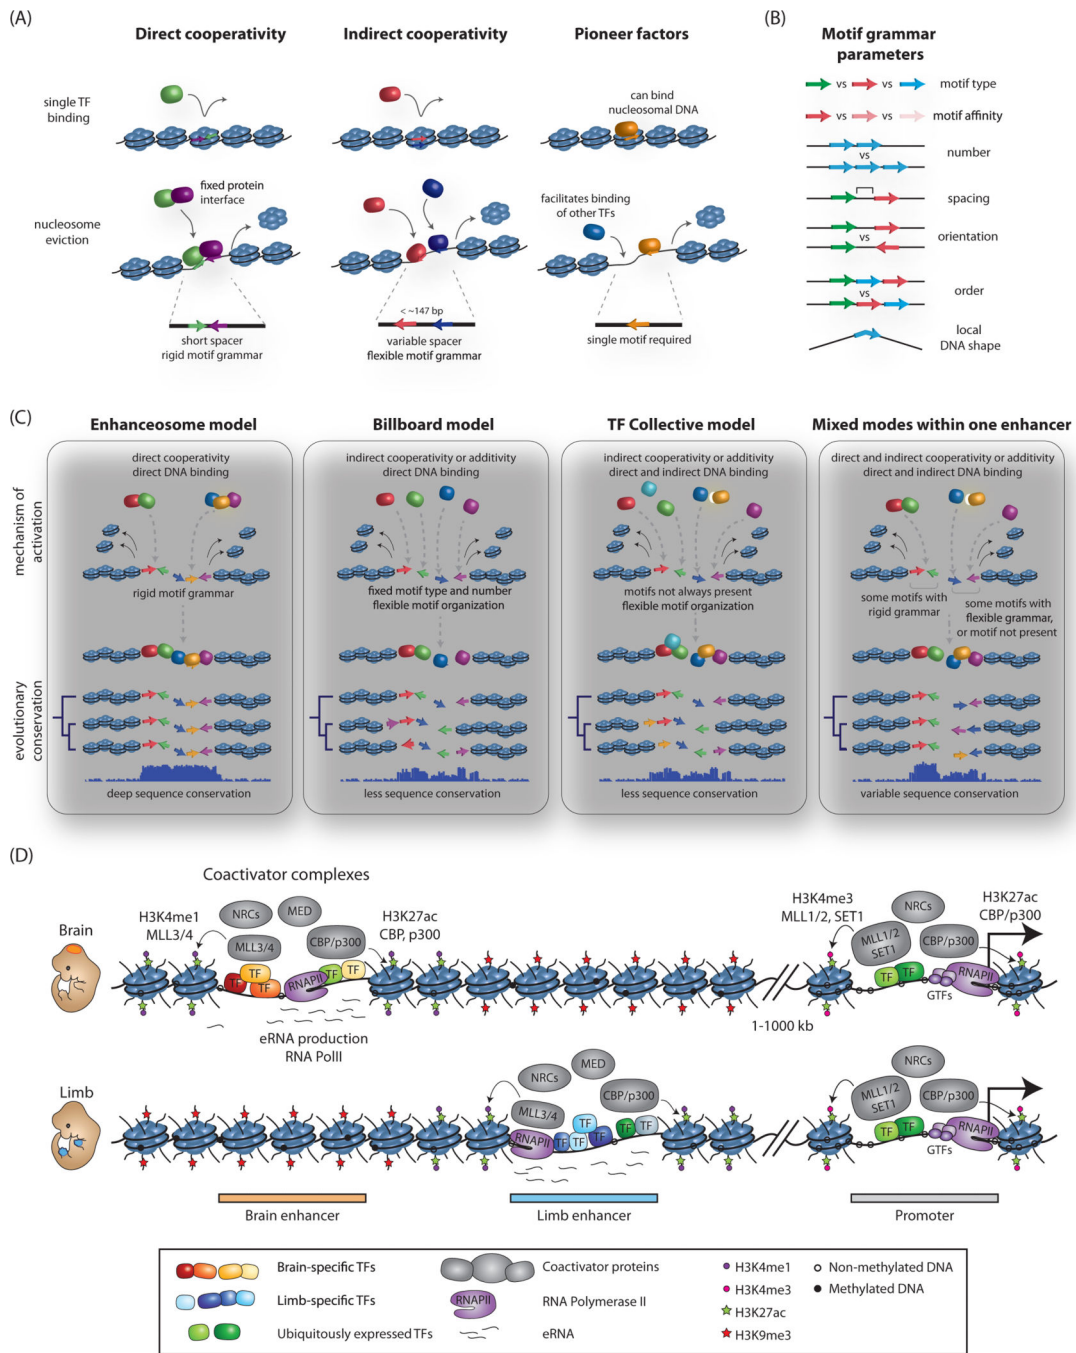 (A)
Direct cooperativity
Indirect cooperativity
Pioneer factors
single TF
binding
can bind
nucleosomal DNA
nucleosome
eviction
fixed protein
interface
facilitates binding
of other TFs
short spacer
rigid motif grammar
< ~147 bp
variable spacer
flexible motif grammar
single motif required
(B)
Motif grammar
parameters
vs
vs
motif type
vs
vs
motif affinity
vs
number
spacing
vs
orientation
vs
order
local
DNA shape
(C)
Enhanceosome model
Billboard model
TF Collective model
Mixed modes within one enhancer
mechanism of
activation
evolutionary
conservation
direct cooperativity
direct DNA binding
rigid motif grammar
deep sequence conservation
indirect cooperativity or additivity
direct DNA binding
fixed motif type and number
flexible motif organization
less sequence conservation
indirect cooperativity or additivity
direct and indirect DNA binding
motifs not always present
flexible motif organization
less sequence conservation
direct and indirect cooperativity or additivity
direct and indirect DNA binding
some motifs with
rigid grammar
some motifs with
flexible grammar,
or motif not present
variable sequence conservation
(D)
Coactivator complexes
Brain
H3K4me1
MLL3/4
NRCs
MED
MLL3/4
CBP/p300
H3K27ac
CBP, p300
TF
TF
TF
RNAPII
TF
TF
eRNA production
RNA PolII
1-1000 kb
H3K4me3
MLL1/2, SET1
NRCs
MLL1/2
SET1
CBP/p300
H3K27ac
CBP/p300
TF
TF
GTFs
RNAPII
Limb
NRCs
MED
MLL3/4
CBP/p300
RNAPII
TF
TF
TF
TF
TF
TF
NRCs
MLL1/2
SET1
CBP/p300
TF
TF
GTFs
RNAPII
Brain enhancer
Limb enhancer
Promoter
Brain-specific TFs
Limb-specific TFs
Ubiquitously expressed TFs
Coactivator proteins
RNAPII
RNA Polymerase II
eRNA
H3K4me1
H3K4me3
H3K27ac
H3K9me3
Non-methylated DNA
Methylated DNA